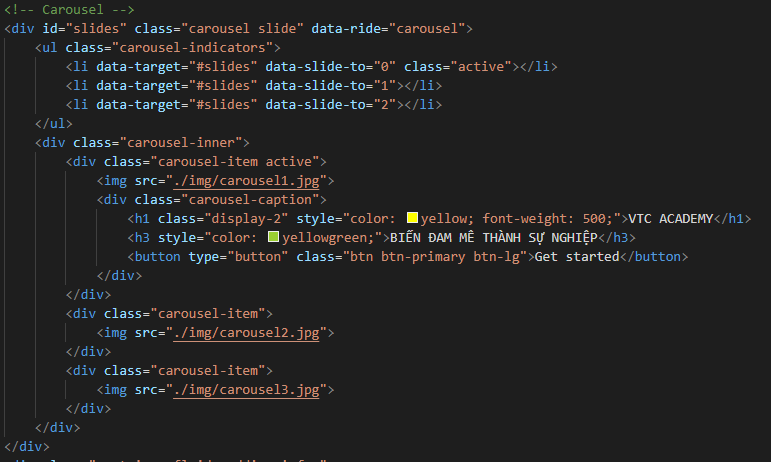 <!-- Carousel -->
<div id="slides" class="carousel slide" data-ride="carousel">
    <ul class="carousel-indicators">
        <li data-target="#slides" data-slide-to="0" class="active"></li>
        <li data-target="#slides" data-slide-to="1"></li>
        <li data-target="#slides" data-slide-to="2"></li>
    </ul>
    <div class="carousel-inner">
        <div class="carousel-item active">
            <img src="./img/carousel1.jpg">
            <div class="carousel-caption">
                <h1 class="display-2" style="color: yellow; font-weight: 500;">VTC ACADEMY</h1>
                <h3 style="color: yellowgreen;">BIẾN ĐAM MÊ THÀNH SỰ NGHIỆP</h3>
                <button type="button" class="btn btn-primary btn-lg">Get started</button>
            </div>
        </div>
        <div class="carousel-item">
            <img src="./img/carousel2.jpg">
        </div>
        <div class="carousel-item">
            <img src="./img/carousel3.jpg">
        </div>
    </div>
</div>